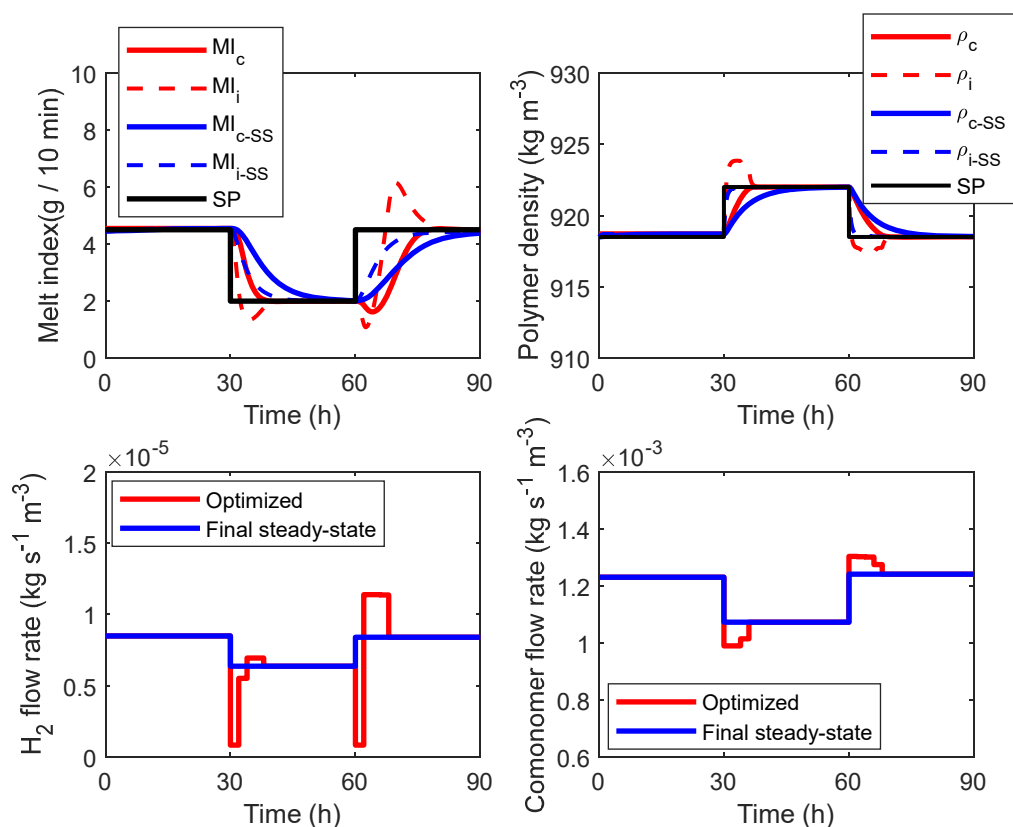 MI_c
MI_i
MI_c-SS
MI_i-SS
SP
10
8
6
4
2
0
Melt index(g / 10 min)
0
30
60
90
Time (h)
ρ_c
ρ_i
ρ_c-SS
ρ_i-SS
SP
930
925
920
915
910
Polymer density (kg m^-3)
0
30
60
90
Time (h)
×10^-5
2
1.5
1
0.5
0
H_2 flow rate (kg s^-1 m^-3)
Optimized
Final steady-state
0
30
60
90
Time (h)
×10^-3
1.6
1.4
1.2
1
0.8
0.6
Comonomer flow rate (kg s^-1 m^-3)
Optimized
Final steady-state
0
30
60
90
Time (h)